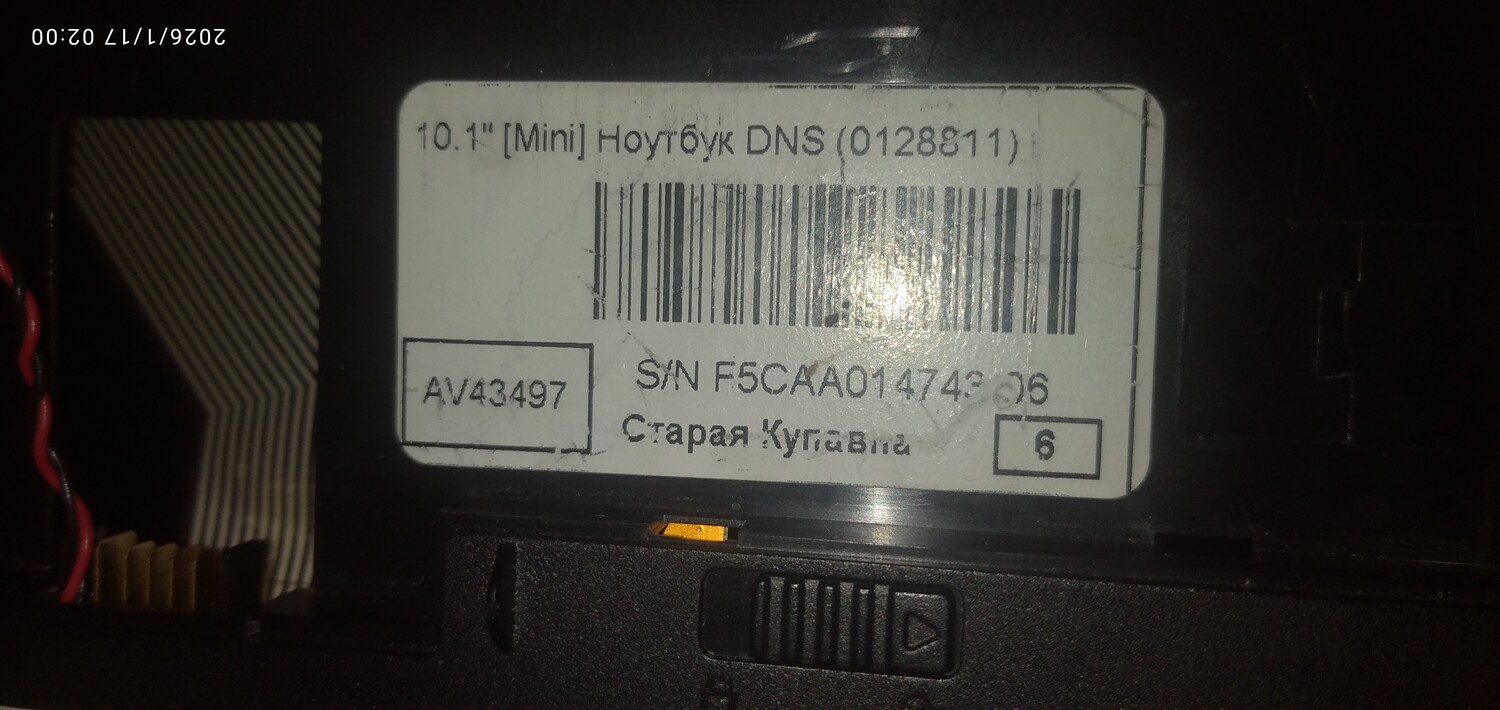 2026/1/17 02:00
10.1" [Mini] Ноутбук DNS (0128811)
AV43497
S/N
Старая Купавна
6